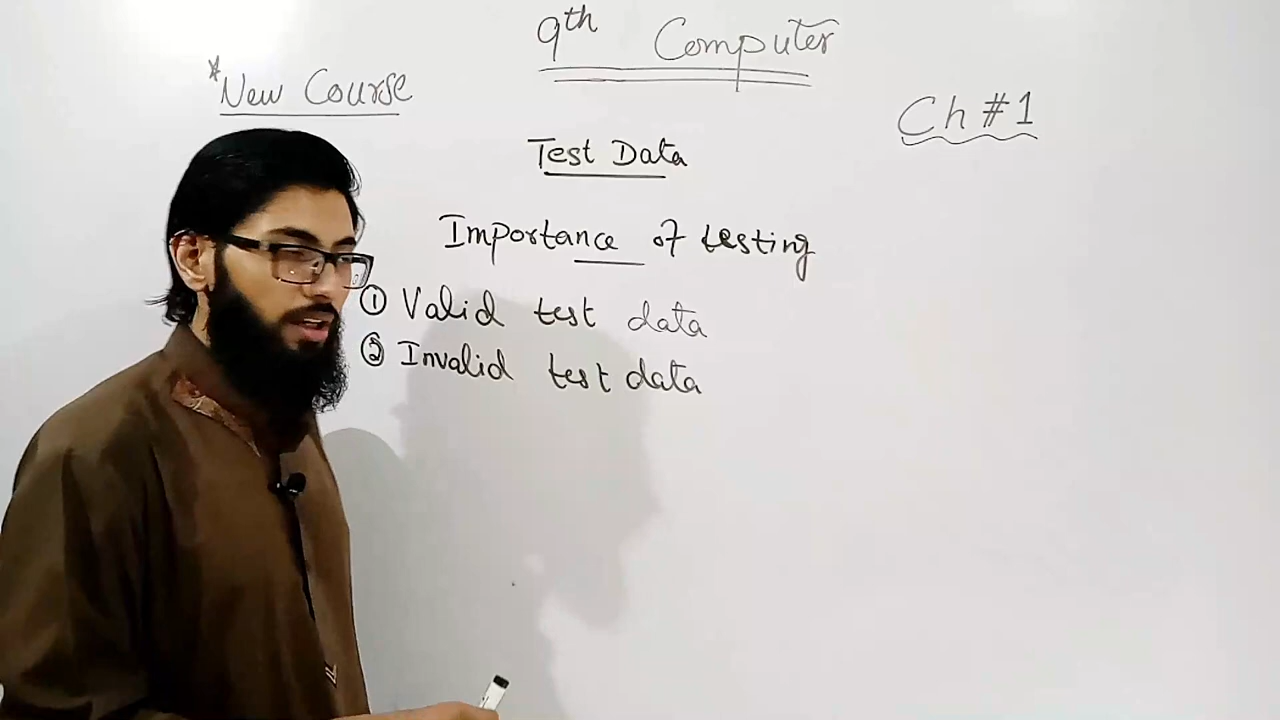 9th Computer
*New Course
Ch #1
Test Data
Importance of testing
① Valid test data
② Invalid test data